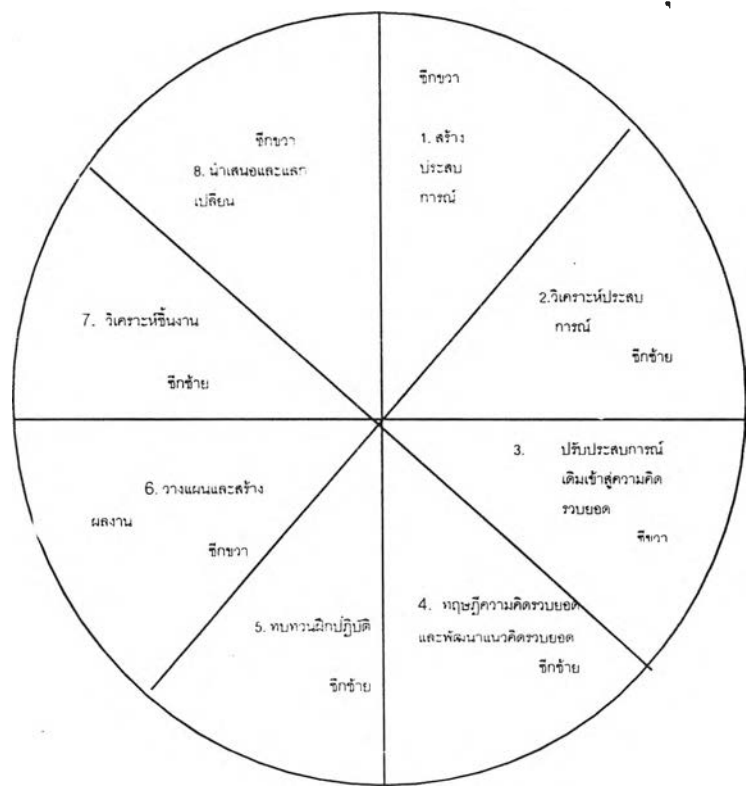 ซีกขวา
1. สร้าง
ประสบ
การณ์
2.วิเคราะห์ประสบ
การณ์
ซีกซ้าย
3. ปรับประสบการณ์
เดิมเข้าสู่ความคิด
รวบยอด
ซีขวา
4. ทฤษฎีความคิดรวบยอด
และพัฒนาแนวคิดรวบยอด
ซีกซ้าย
5. ทบทวนฝึกปฏิบัติ
ซีกซ้าย
6. วางแผนและสร้าง
ผลงาน
ซีกขวา
7. วิเคราะห์ชิ้นงาน
ซีกซ้าย
ซีกขวา
8. นำเสนอและแลก
เปลี่ยน